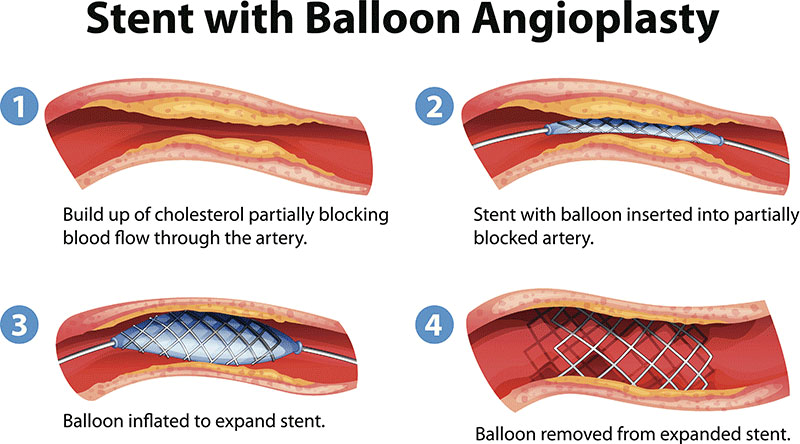 Stent with Balloon Angioplasty
1
Build up of cholesterol partially blocking
blood flow through the artery.
2
Stent with balloon inserted into partially
blocked artery.
3
Balloon inflated to expand stent.
4
Balloon removed from expanded stent.